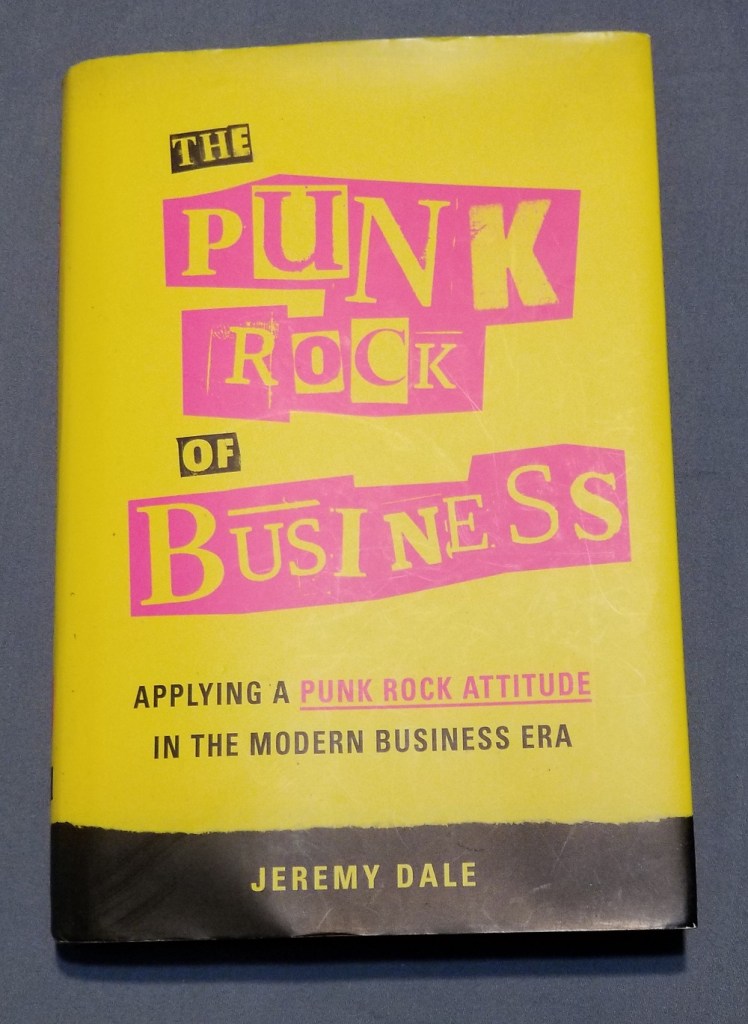 THE
PUNK
ROCK
OF
BUSINESS
APPLYING A PUNK ROCK ATTITUDE
IN THE MODERN BUSINESS ERA
JEREMY DALE